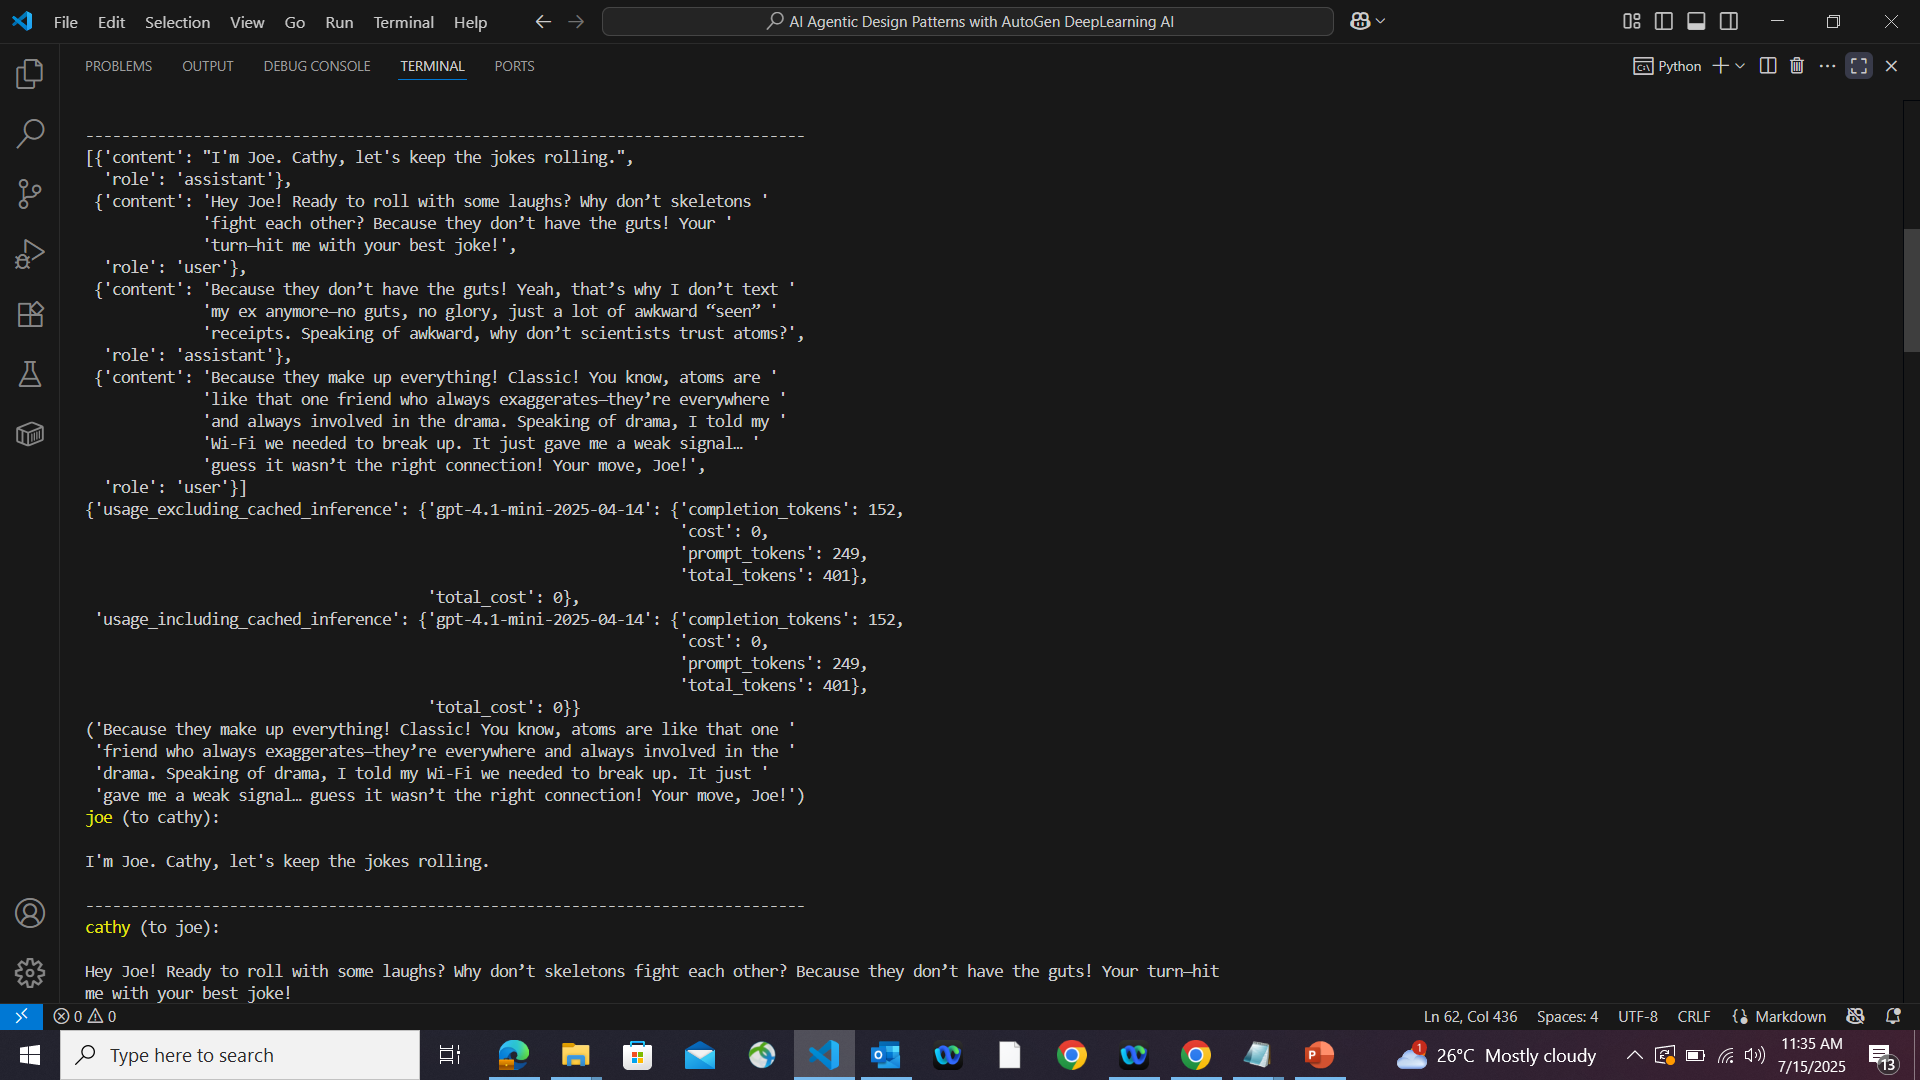 File Edit Selection View Go Run Terminal Help
AI Agentic Design Patterns with AutoGen DeepLearning AI
PROBLEMS OUTPUT DEBUG CONSOLE TERMINAL PORTS
Python
--------------------------------------------------------------------------------
[{'content': "I'm Joe. Cathy, let's keep the jokes rolling.",
  'role': 'assistant'},
 {'content': 'Hey Joe! Ready to roll with some laughs? Why don’t skeletons '
             'fight each other? Because they don’t have the guts! Your '
             'turn—hit me with your best joke!',
  'role': 'user'},
 {'content': 'Because they don’t have the guts! Yeah, that’s why I don’t text '
             'my ex anymore—no guts, no glory, just a lot of awkward “seen” '
             'receipts. Speaking of awkward, why don’t scientists trust atoms?',
  'role': 'assistant'},
 {'content': 'Because they make up everything! Classic! You know, atoms are '
             'like that one friend who always exaggerates—they’re everywhere '
             'and always involved in the drama. Speaking of drama, I told my '
             'Wi-Fi we needed to break up. It just gave me a weak signal… '
             'guess it wasn’t the right connection! Your move, Joe!',
  'role': 'user'}]
{'usage_excluding_cached_inference': {'gpt-4.1-mini-2025-04-14': {'completion_tokens': 152,
                                                                  'cost': 0,
                                                                  'prompt_tokens': 249,
                                                                  'total_tokens': 401},
                                      'total_cost': 0},
 'usage_including_cached_inference': {'gpt-4.1-mini-2025-04-14': {'completion_tokens': 152,
                                                                  'cost': 0,
                                                                  'prompt_tokens': 249,
                                                                  'total_tokens': 401},
                                      'total_cost': 0}}
('Because they make up everything! Classic! You know, atoms are like that one '
 'friend who always exaggerates—they’re everywhere and always involved in the '
 'drama. Speaking of drama, I told my Wi-Fi we needed to break up. It just '
 'gave me a weak signal… guess it wasn’t the right connection! Your move, Joe!')
joe (to cathy):
I'm Joe. Cathy, let's keep the jokes rolling.
--------------------------------------------------------------------------------
cathy (to joe):
Hey Joe! Ready to roll with some laughs? Why don’t skeletons fight each other? Because they don’t have the guts! Your turn—hit
me with your best joke!
0 0 Ln 62, Col 436 Spaces: 4 UTF-8 CRLF Markdown
Type here to search
1 26°C Mostly cloudy
11:35 AM
7/15/2025
13